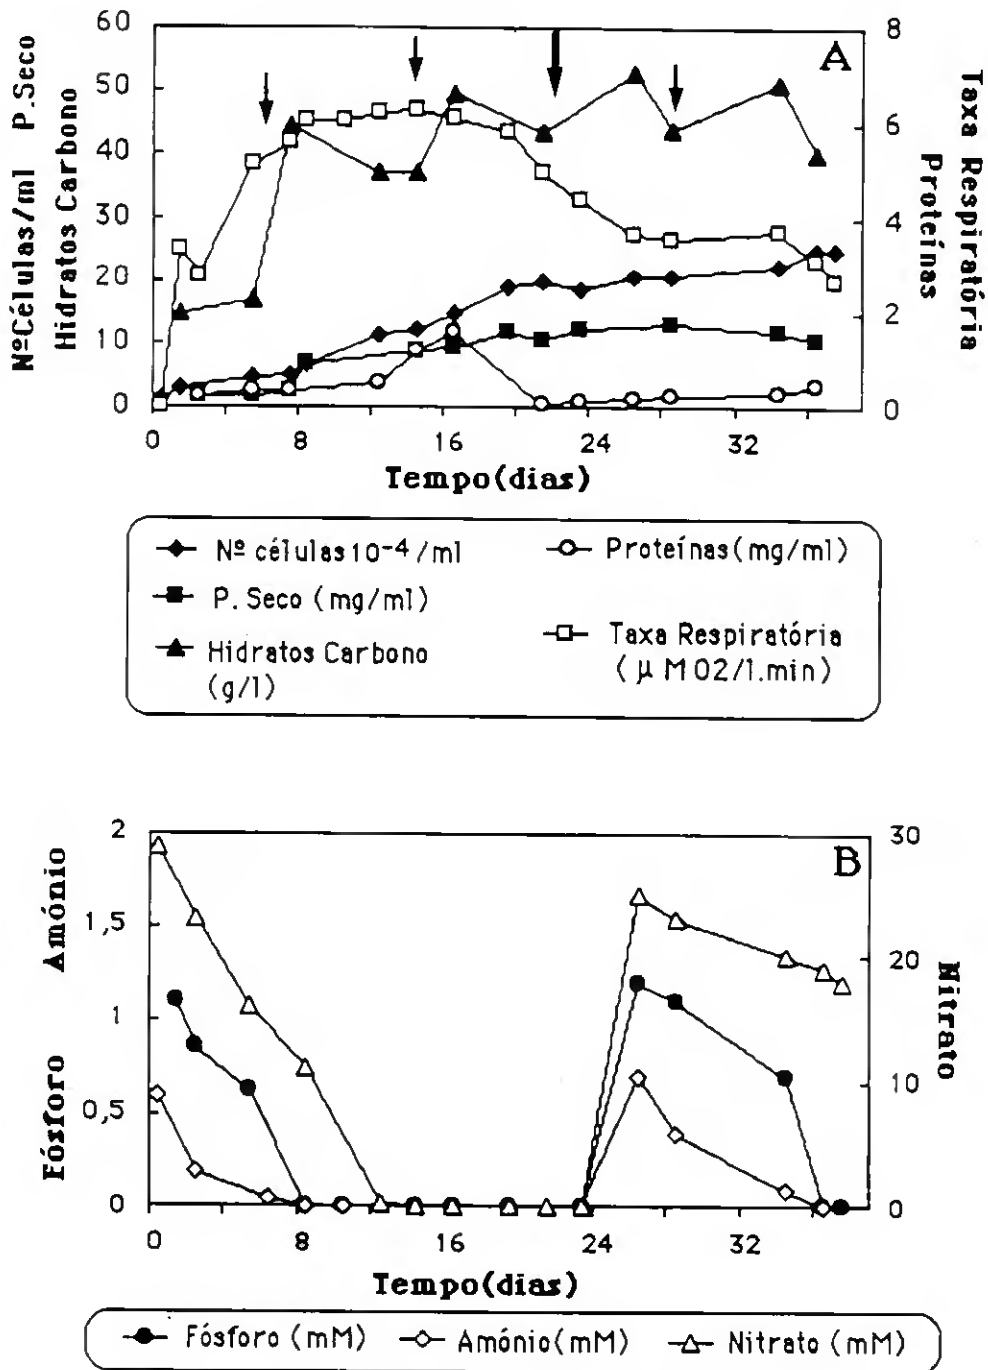 A
NºCélulas/ml P.Seco
Hidratos Carbono
60
50
40
30
20
10
0
8
6
4
2
0
Taxa Respiratória
Proteínas
0 8 16 24 32
Tempo(dias)
Nº células10⁻⁴/ml
P. Seco (mg/ml)
Hidratos Carbono
(g/l)
Proteínas(mg/ml)
Taxa Respiratória
(μ M O2/l.min)
B
Fósforo Amónio
2
1,5
1
0,5
0
30
20
10
0
Nitrato
0 8 16 24 32
Tempo(dias)
Fósforo (mM) Amónio(mM) Nitrato (mM)